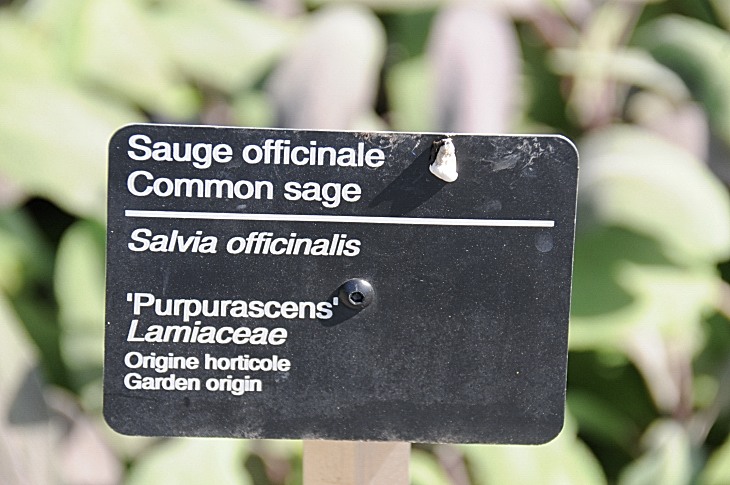 Sauge officinale
Common sage
Salvia officinalis
'Purpurascens'
Lamiaceae
Origine horticole
Garden origin